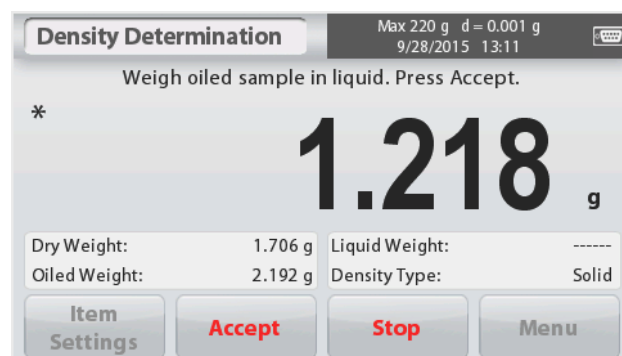 Density Determination
Max 220 g d = 0.001 g
9/28/2015 13:11
Weigh oiled sample in liquid. Press Accept.
*
1.218 g
Dry Weight: 1.706 g Liquid Weight: ------
Oiled Weight: 2.192 g Density Type: Solid
Item Settings
Accept
Stop
Menu